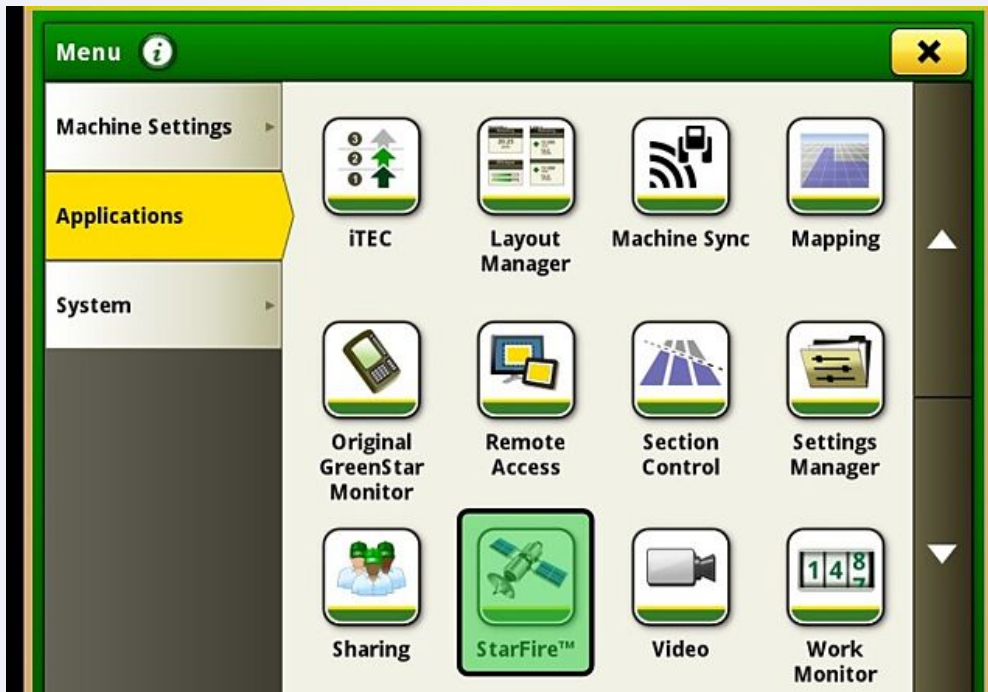 Menu
Machine Settings
Applications
System
iTEC
Layout
Manager
Machine Sync
Mapping
Original
GreenStar
Monitor
Remote
Access
Section
Control
Settings
Manager
Sharing
StarFire™
Video
Work
Monitor